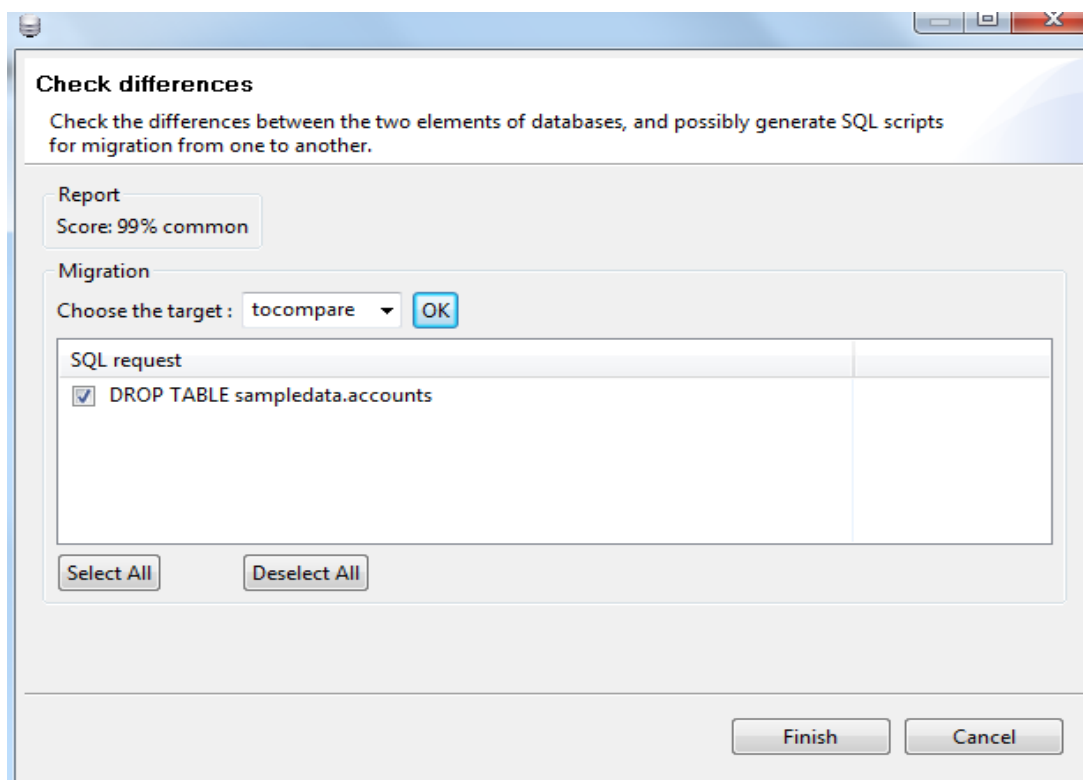 Check differences
Check the differences between the two elements of databases, and possibly generate SQL scripts
for migration from one to another.
Report
Score: 99% common
Migration
Choose the target : tocompare OK
SQL request
DROP TABLE sampledata.accounts
Select All Deselect All
Finish Cancel